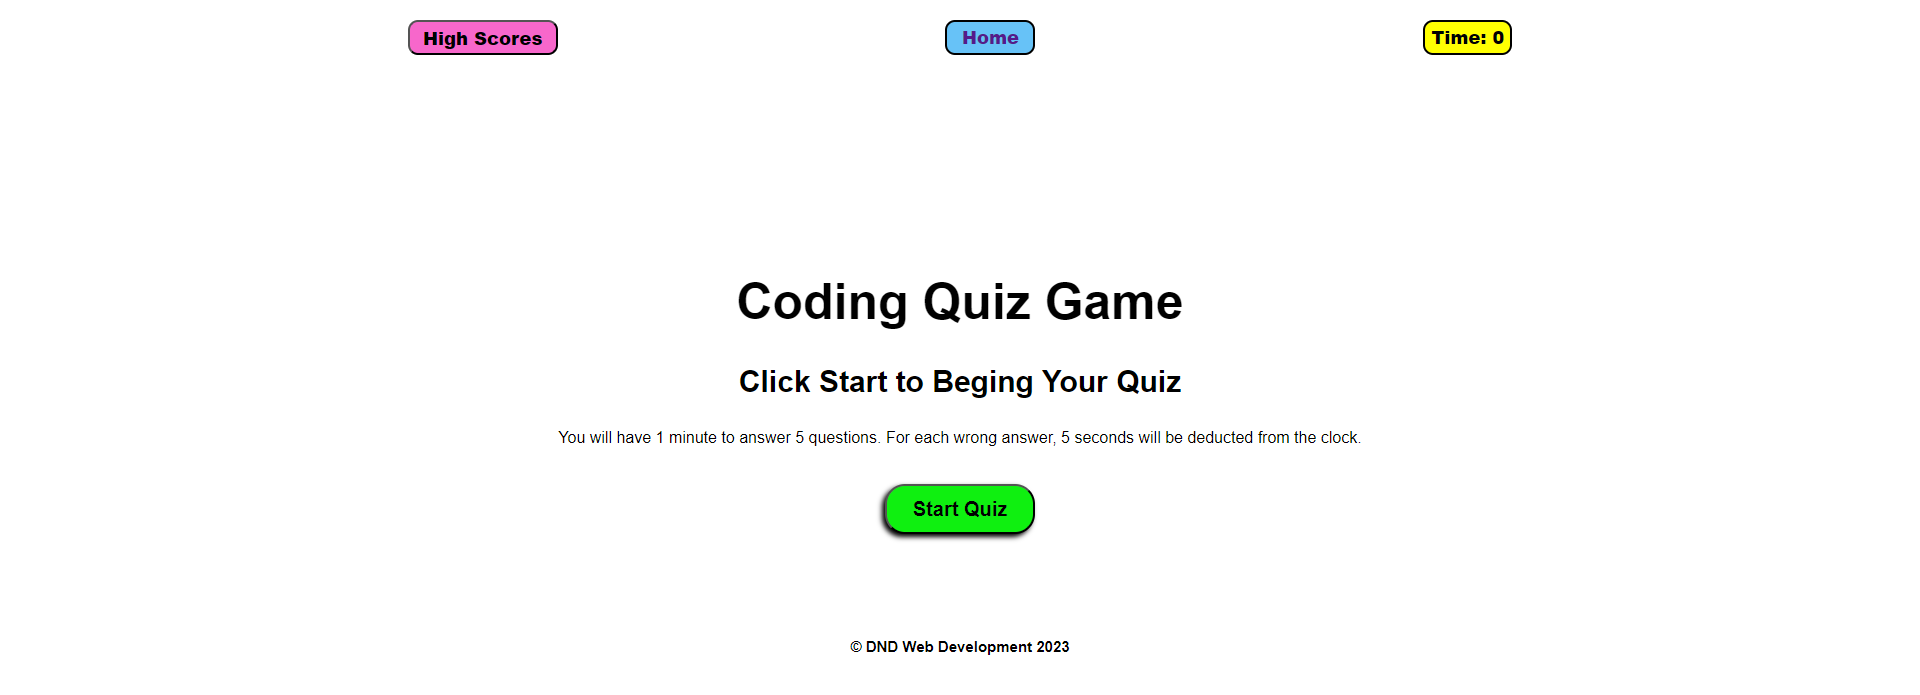 High Scores
Home
Time: 0
Coding Quiz Game
Click Start to Beging Your Quiz
You will have 1 minute to answer 5 questions. For each wrong answer, 5 seconds will be deducted from the clock.
Start Quiz
© DND Web Development 2023